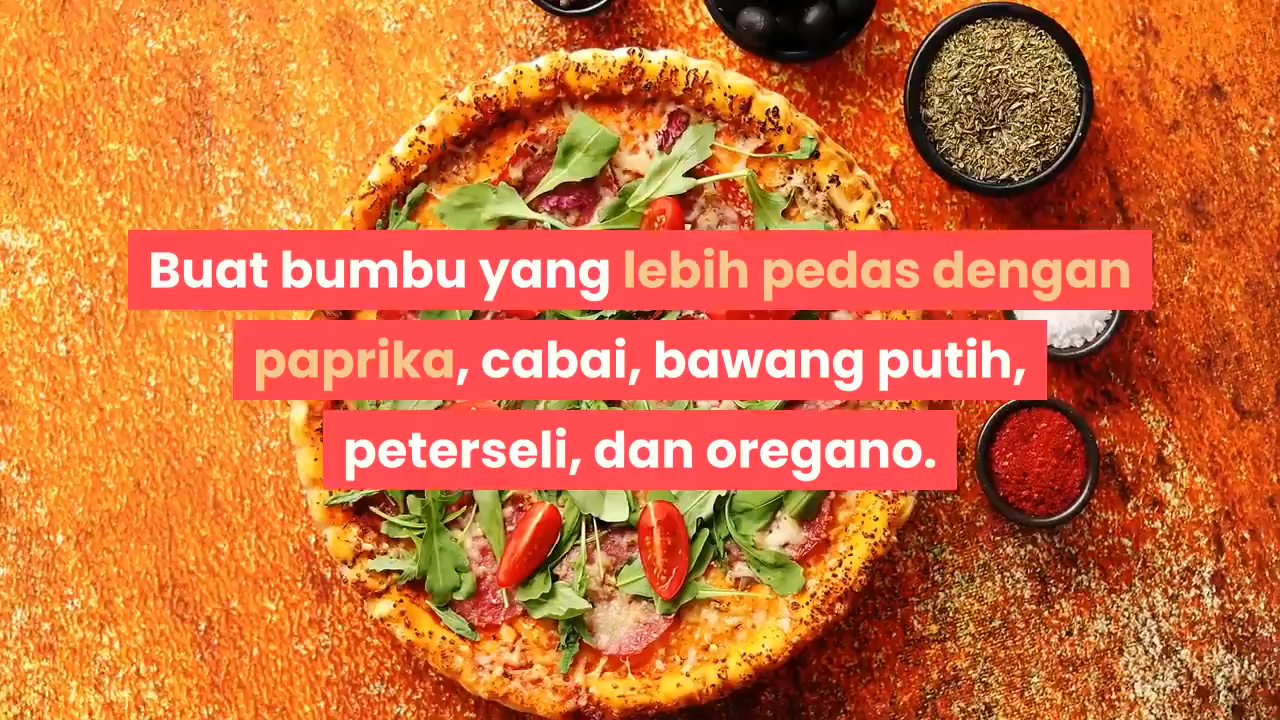 Buat bumbu yang lebih pedas dengan
paprika, cabai, bawang putih,
peterseli, dan oregano.